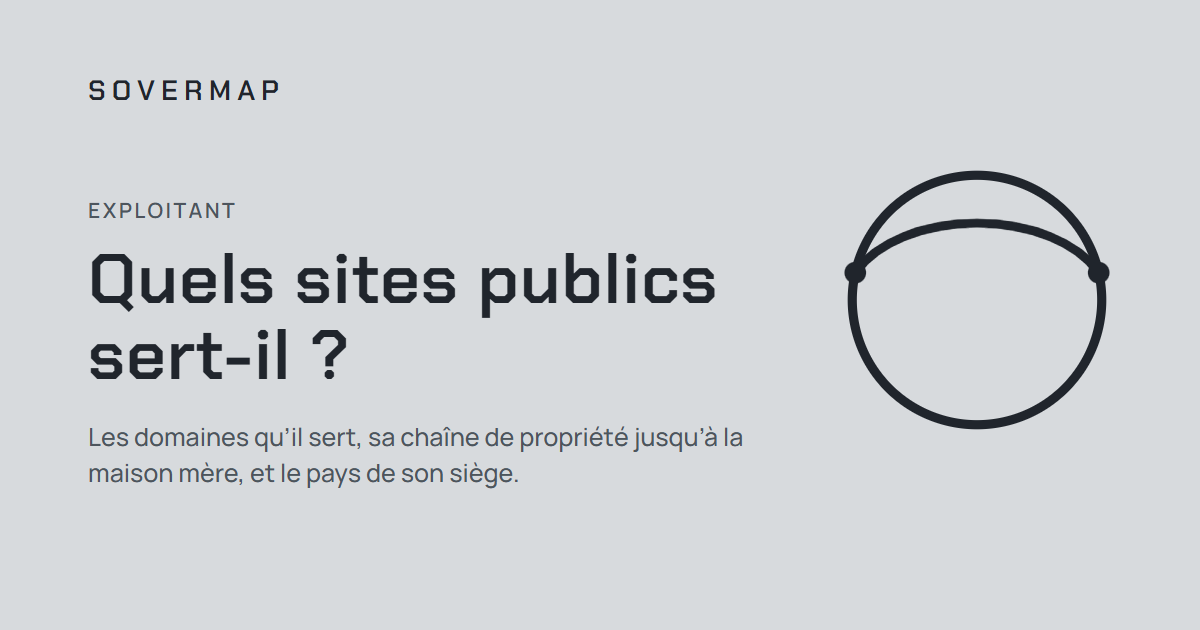 SOVERMAP
EXPLOITANT
Quels sites publics
sert-il ?
Les domaines qu’il sert, sa chaîne de propriété jusqu’à la
maison mère, et le pays de son siège.